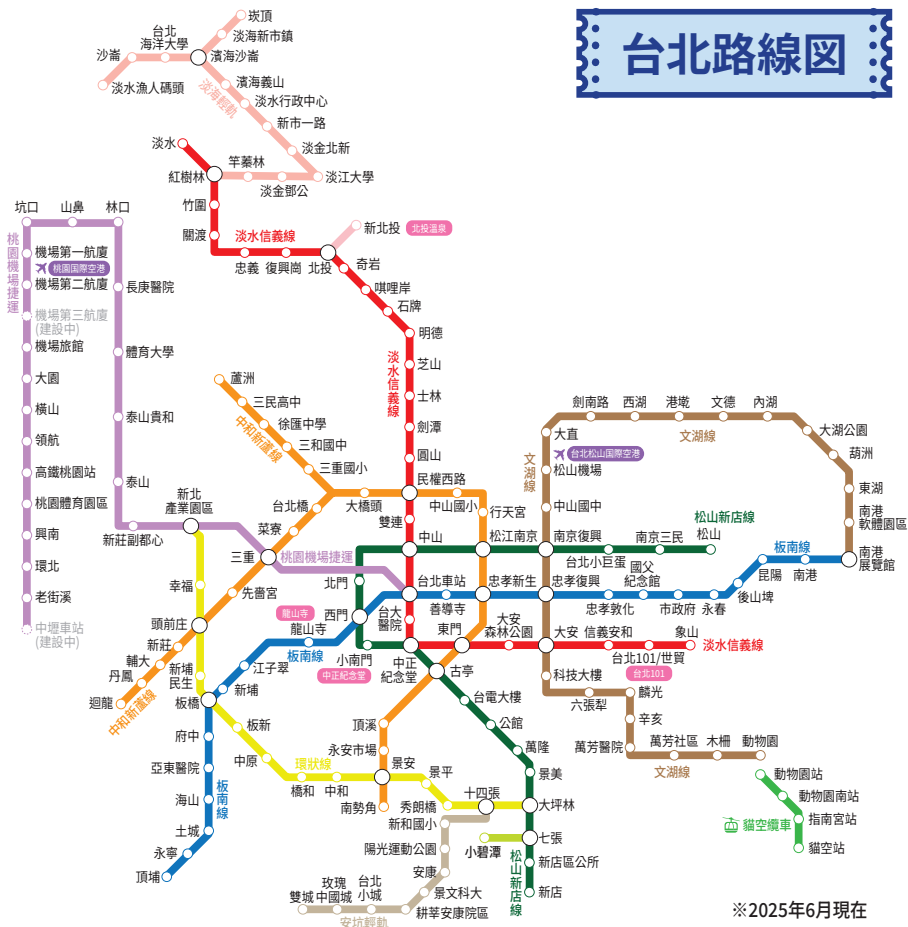 台北路線図
崁頂
淡海新市鎮
台北
海洋大學
沙崙
濱海沙崙
淡水漁人碼頭
濱海義山
淡水行政中心
淡海輕軌
新市一路
淡金北新
淡水
竿蓁林
紅樹林
淡江大學
淡金鄧公
竹圍
關渡
淡水信義線
新北投
北投溫泉
忠義
復興崗
北投
奇岩
唭哩岸
石牌
明德
淡水信義線
芝山
士林
劍潭
圓山
坑口
山鼻
林口
桃園機場捷運
機場第一航廈
桃園国際空港
機場第二航廈
機場第三航廈
(建設中)
機場旅館
大園
橫山
領航
高鐵桃園站
桃園體育園區
興南
環北
老街溪
中壢車站
(建設中)
長庚醫院
體育大學
泰山貴和
泰山
新莊副都心
新北
產業園區
蘆洲
三民高中
徐匯中學
中和新蘆線
三和國中
三重國小
台北橋
菜寮
三重
大橋頭
民權西路
中山國小
雙連
行天宮
桃園機場捷運
中山
松江南京
南京復興
台北小巨蛋
南京三民
松山
松山新店線
劍南路
西湖
港墘
文德
內湖
文湖線
大直
大湖公園
葫洲
台北松山国際空港
文湖線
松山機場
中山國中
東湖
南港
軟體園區
南港
展覽館
板南線
北門
台北車站
善導寺
忠孝新生
忠孝復興
忠孝敦化
國父
紀念館
市政府
永春
後山埤
昆陽
南港
幸福
先嗇宮
頭前庄
新莊
輔大
丹鳳
迴龍
中和新蘆線
新埔
民生
龍山寺
龍山寺
西門
板南線
江子翠
新埔
板橋
小南門
中正紀念堂
台大
醫院
中正
紀念堂
東門
大安
森林公園
大安
信義安和
台北101/世貿
台北101
象山
淡水信義線
古亭
台電大樓
公館
萬隆
景美
大坪林
科技大樓
六張犁
麟光
辛亥
萬芳醫院
萬芳社區
木柵
動物園
文湖線
動物園站
動物園南站
指南宮站
貓空站
貓空纜車
頂溪
永安市場
景安
南勢角
府中
亞東醫院
海山
土城
永寧
頂埔
板南線
板新
中原
環狀線
橋和
中和
景平
秀朗橋
十四張
新和國小
陽光運動公園
小碧潭
七張
新店區公所
新店
松山新店線
安康
景文科大
耕莘安康院區
雙城
玫瑰
中國城
台北
小城
安坑輕軌
※2025年6月現在